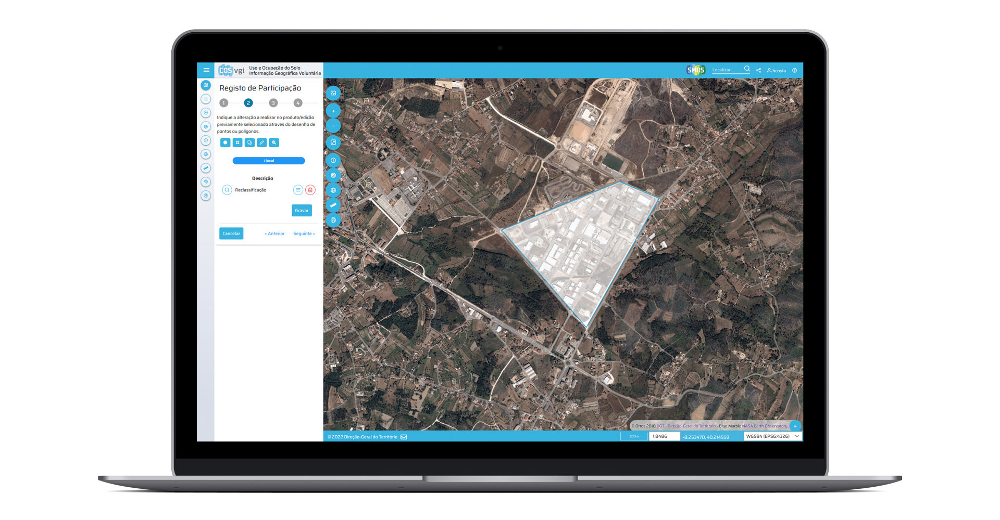 COS vgi
Uso e Ocupação do Solo
Informação Geográfica Voluntária
SMOS
Localizar...
hcosta
Registo de Participação
1 2 3 4
Indique a alteração a realizar no produto/edição
previamente selecionado através do desenho de
pontos ou polígonos.
1 local
Descrição
Reclassificação
Gravar
Cancelar
< Anterior
Seguinte >
© Ortos 2018 DGT - Direção-Geral do Território - Blue Marble NASA Earth Observatory
»
© 2022 Direção-Geral do Território
200 m
1:8486
-8.253470, 40.214559
WGS84 (EPSG:4326)